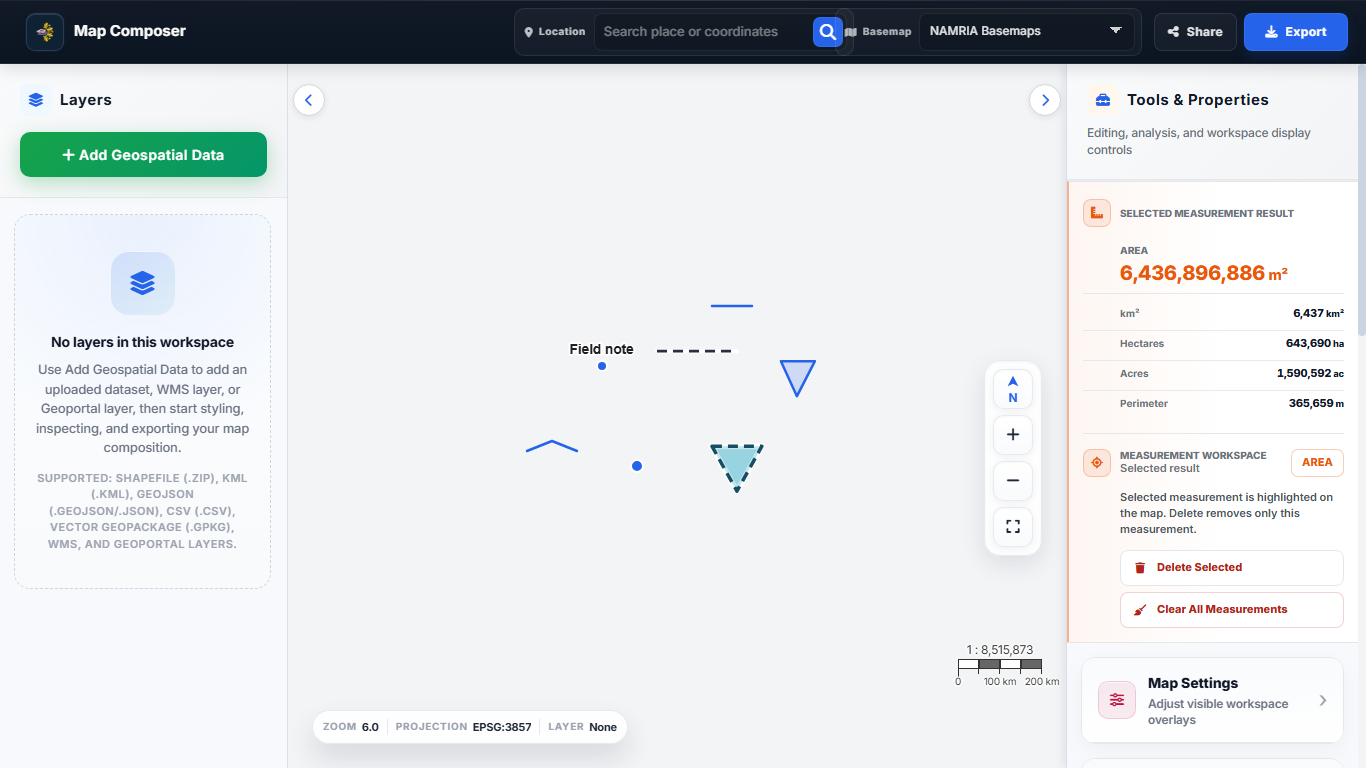 Map Composer
Location
Search place or coordinates
Basemap
NAMRIA Basemaps
Share
Export
Layers
+ Add Geospatial Data
No layers in this workspace
Use Add Geospatial Data to add an
uploaded dataset, WMS layer, or
Geoportal layer, then start styling,
inspecting, and exporting your map
composition.
SUPPORTED: SHAPEFILE (.ZIP), KML
(.KML), GEOJSON
(.GEOJSON/.JSON), CSV (.CSV),
VECTOR GEOPACKAGE (.GPKG),
WMS, AND GEOPORTAL LAYERS.
Field note
N
1 : 8,515,873
0 100 km 200 km
ZOOM 6.0 PROJECTION EPSG:3857 LAYER None
Tools & Properties
Editing, analysis, and workspace display
controls
SELECTED MEASUREMENT RESULT
AREA
6,436,896,886 m²
km² 6,437 km²
Hectares 643,690 ha
Acres 1,590,592 ac
Perimeter 365,659 m
MEASUREMENT WORKSPACE
Selected result
AREA
Selected measurement is highlighted on
the map. Delete removes only this
measurement.
Delete Selected
Clear All Measurements
Map Settings
Adjust visible workspace
overlays